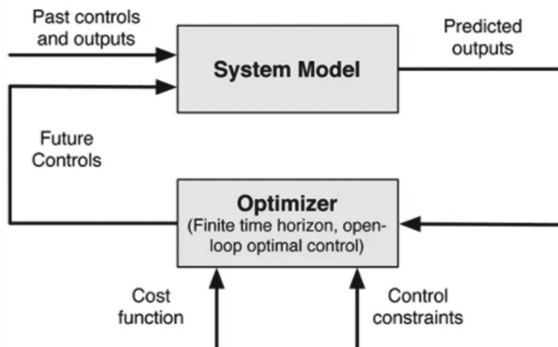 Past controls
and outputs
Predicted
outputs
System Model
Future
Controls
Optimizer
(Finite time horizon, open-
loop optimal control)
Cost
function
Control
constraints